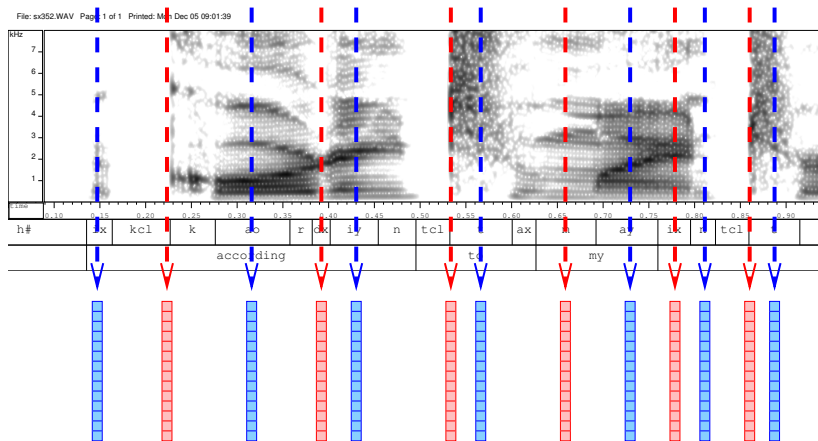 File: sx352.WAV Page: 1 of 1 Printed: Mon Dec 05 09:01:39
kHz
7
6
5
4
3
2
1
time
0.10 0.15 0.20 0.25 0.30 0.35 0.40 0.45 0.50 0.55 0.60 0.65 0.70 0.75 0.80 0.85 0.90
h# ix kcl k ao r dx iy n tcl ax m ay ix tcl
according to my